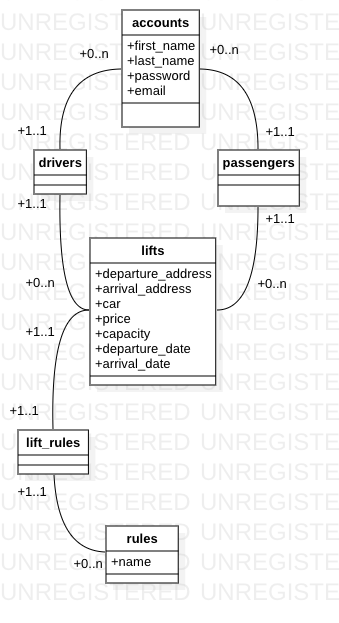 accounts
+first_name
+last_name
+password
+email
+0..n
+0..n
+1..1
+1..1
drivers
passengers
+1..1
+1..1
lifts
+departure_address
+arrival_address
+car
+price
+capacity
+departure_date
+arrival_date
+0..n
+0..n
+1..1
+1..1
lift_rules
+1..1
rules
+name
+0..n
UNREGISTERED